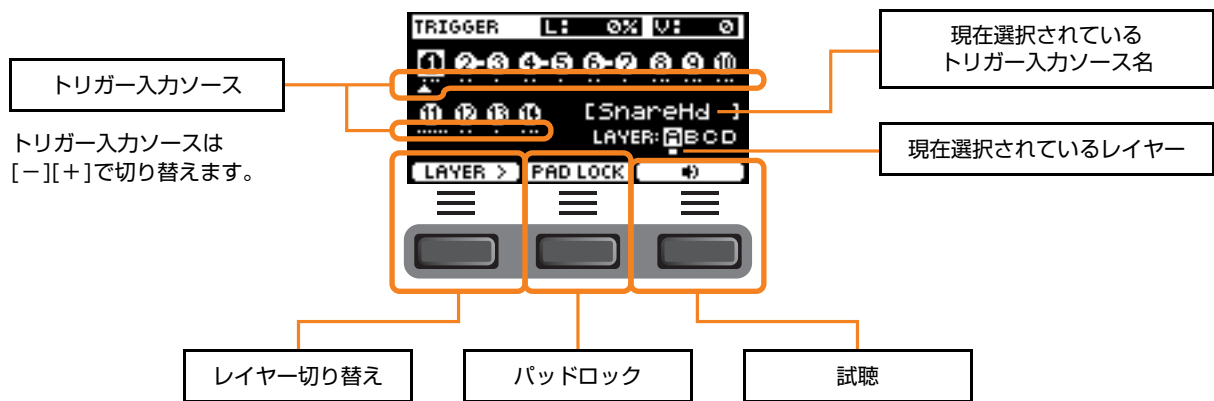 TRIGGER L: 0% V: 0
1 2-3 4-5 6-7 8 9 10
11 12 13 14 [SnareHd ]
LAYER: A B C D
LAYER > PAD LOCK
トリガー入力ソース
トリガー入力ソースは
[－][＋]で切り替えます。
現在選択されている
トリガー入力ソース名
現在選択されているレイヤー
レイヤー切り替え
パッドロック
試聴